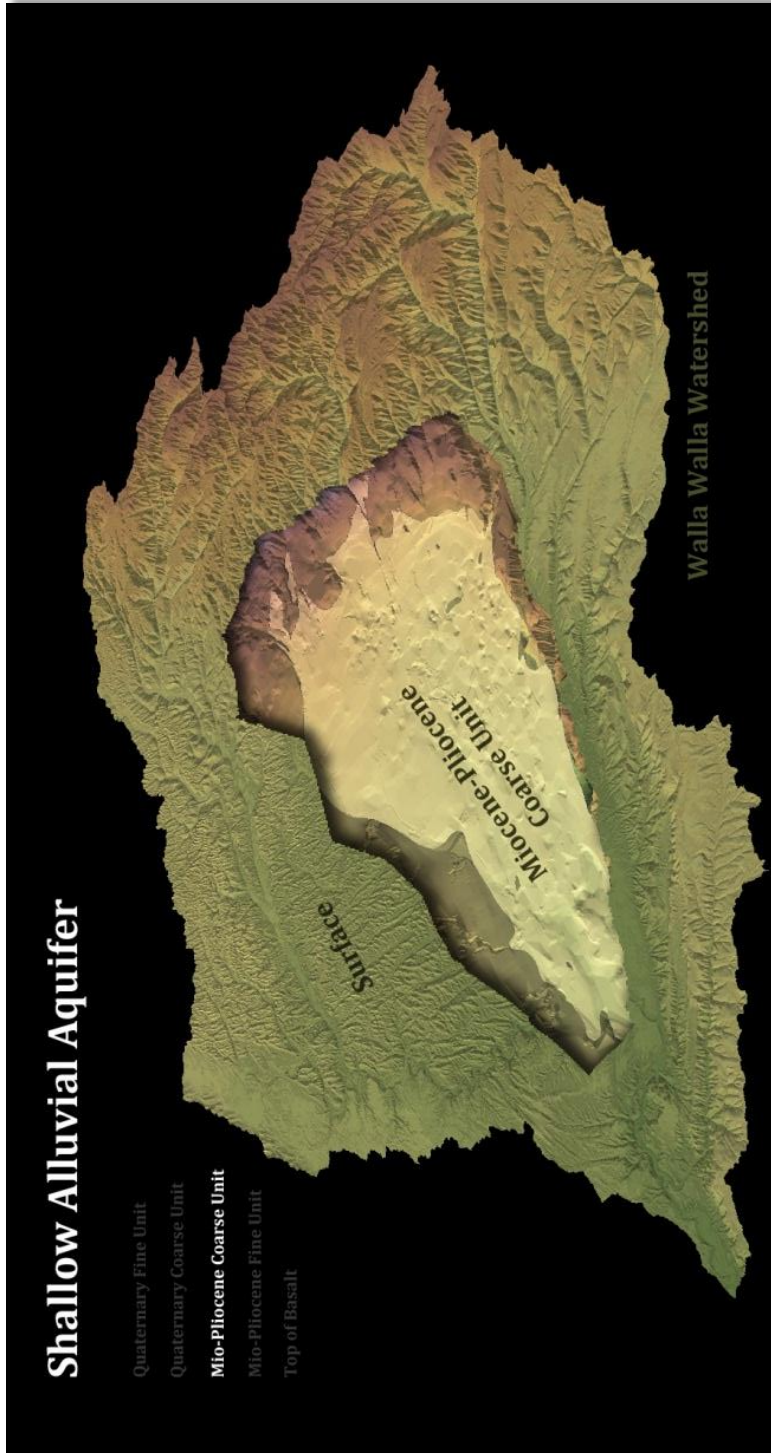 Shallow Alluvial Aquifer
Quaternary Fine Unit
Quaternary Coarse Unit
Mio-Pliocene Coarse Unit
Mio-Pliocene Fine Unit
Top of Basalt
Surface
Miocene-Pliocene
Coarse Unit
Walla Walla Watershed